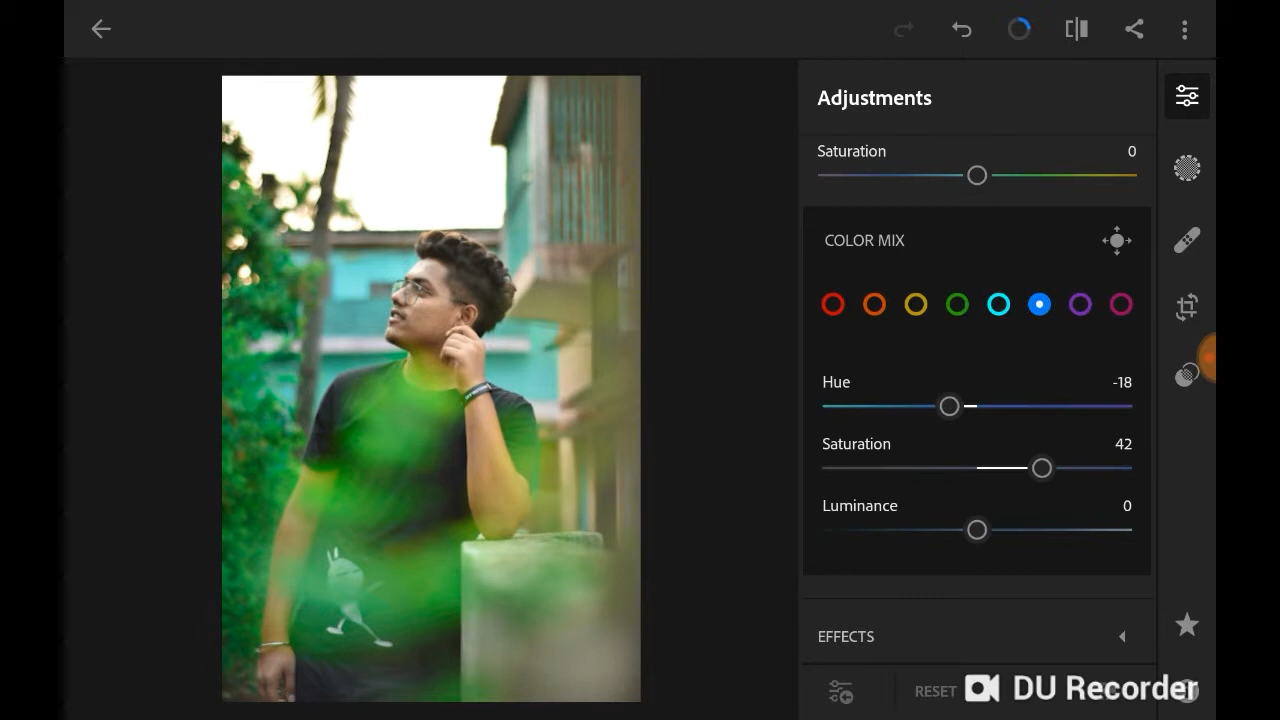 Adjustments
Saturation 0
COLOR MIX
Hue -18
Saturation 42
Luminance 0
EFFECTS
RESET
DU Recorder